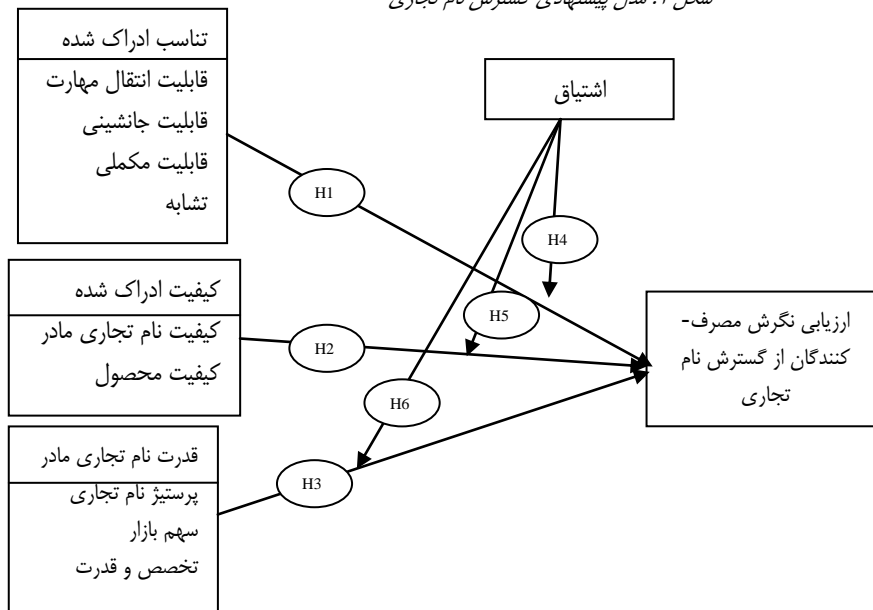 شکل ۱. مدل پیشنهادی گسترش نام تجاری
تناسب ادراک شده
قابلیت انتقال مهارت
قابلیت جانشینی
قابلیت مکملی
تشابه
اشتیاق
H1
H4
کیفیت ادراک شده
کیفیت نام تجاری مادر
کیفیت محصول
H5
H2
ارزیابی نگرش مصرف-
کنندگان از گسترش نام
تجاری
H6
قدرت نام تجاری مادر
پرستیژ نام تجاری
سهم بازار
تخصص و قدرت
H3